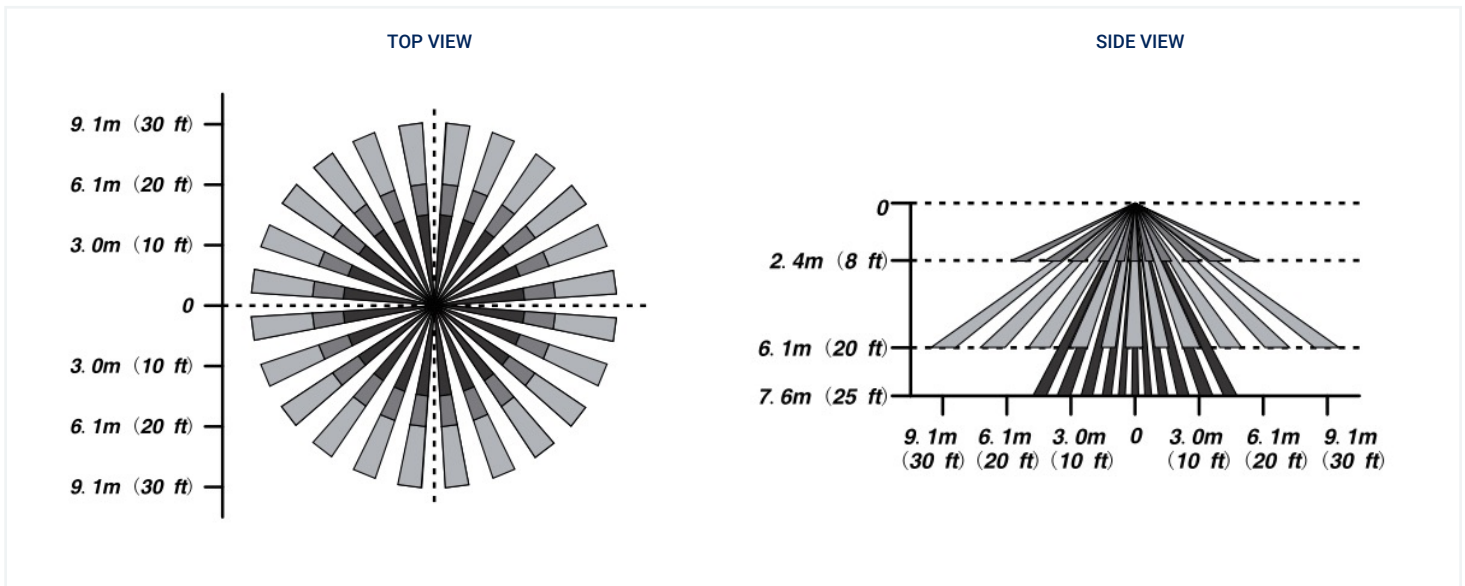 TOP VIEW
9. 1m (30 ft)
6. 1m (20 ft)
3. 0m (10 ft)
0
3. 0m (10 ft)
6. 1m (20 ft)
9. 1m (30 ft)
SIDE VIEW
0
2. 4m (8 ft)
6. 1m (20 ft)
7. 6m (25 ft)
9. 1m 6. 1m 3. 0m 0 3. 0m 6. 1m 9. 1m
(30 ft) (20 ft) (10 ft) (10 ft) (20 ft) (30 ft)